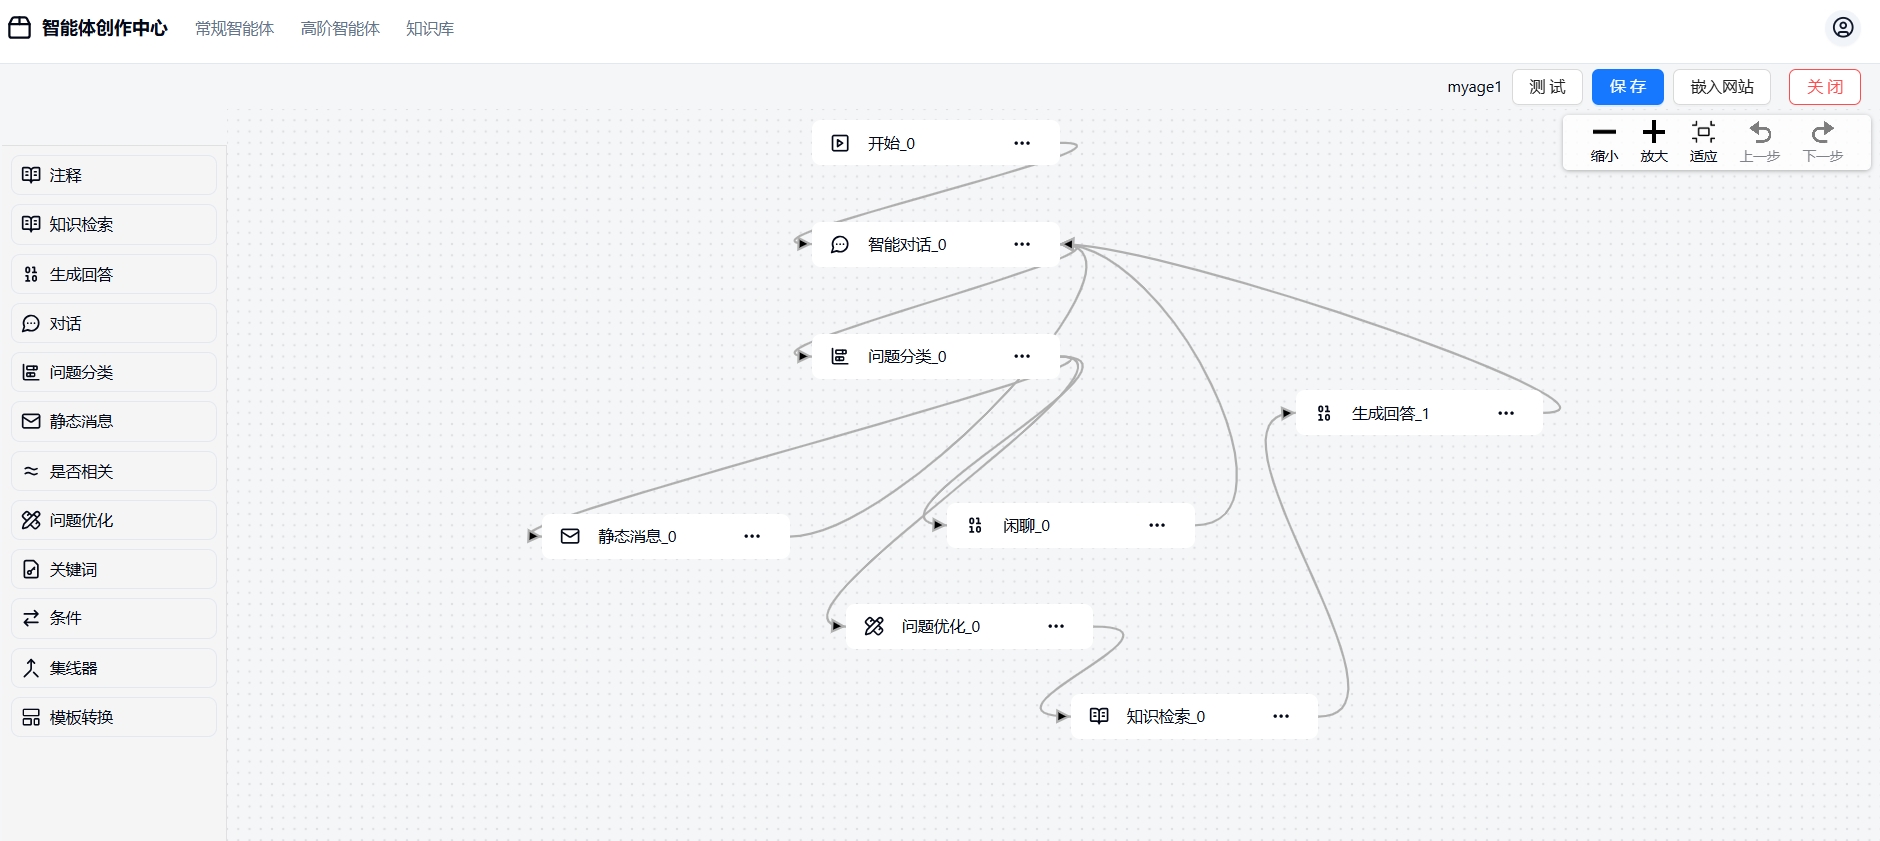 智能体创作中心 常规智能体 高阶智能体 知识库
myage1 测 试 保 存 嵌入网站 关 闭
缩小 放大 适应 上一步 下一步
注释
知识检索
生成回答
对话
问题分类
静态消息
是否相关
问题优化
关键词
条件
集线器
模板转换
开始_0
智能对话_0
问题分类_0
生成回答_1
静态消息_0
闲聊_0
问题优化_0
知识检索_0